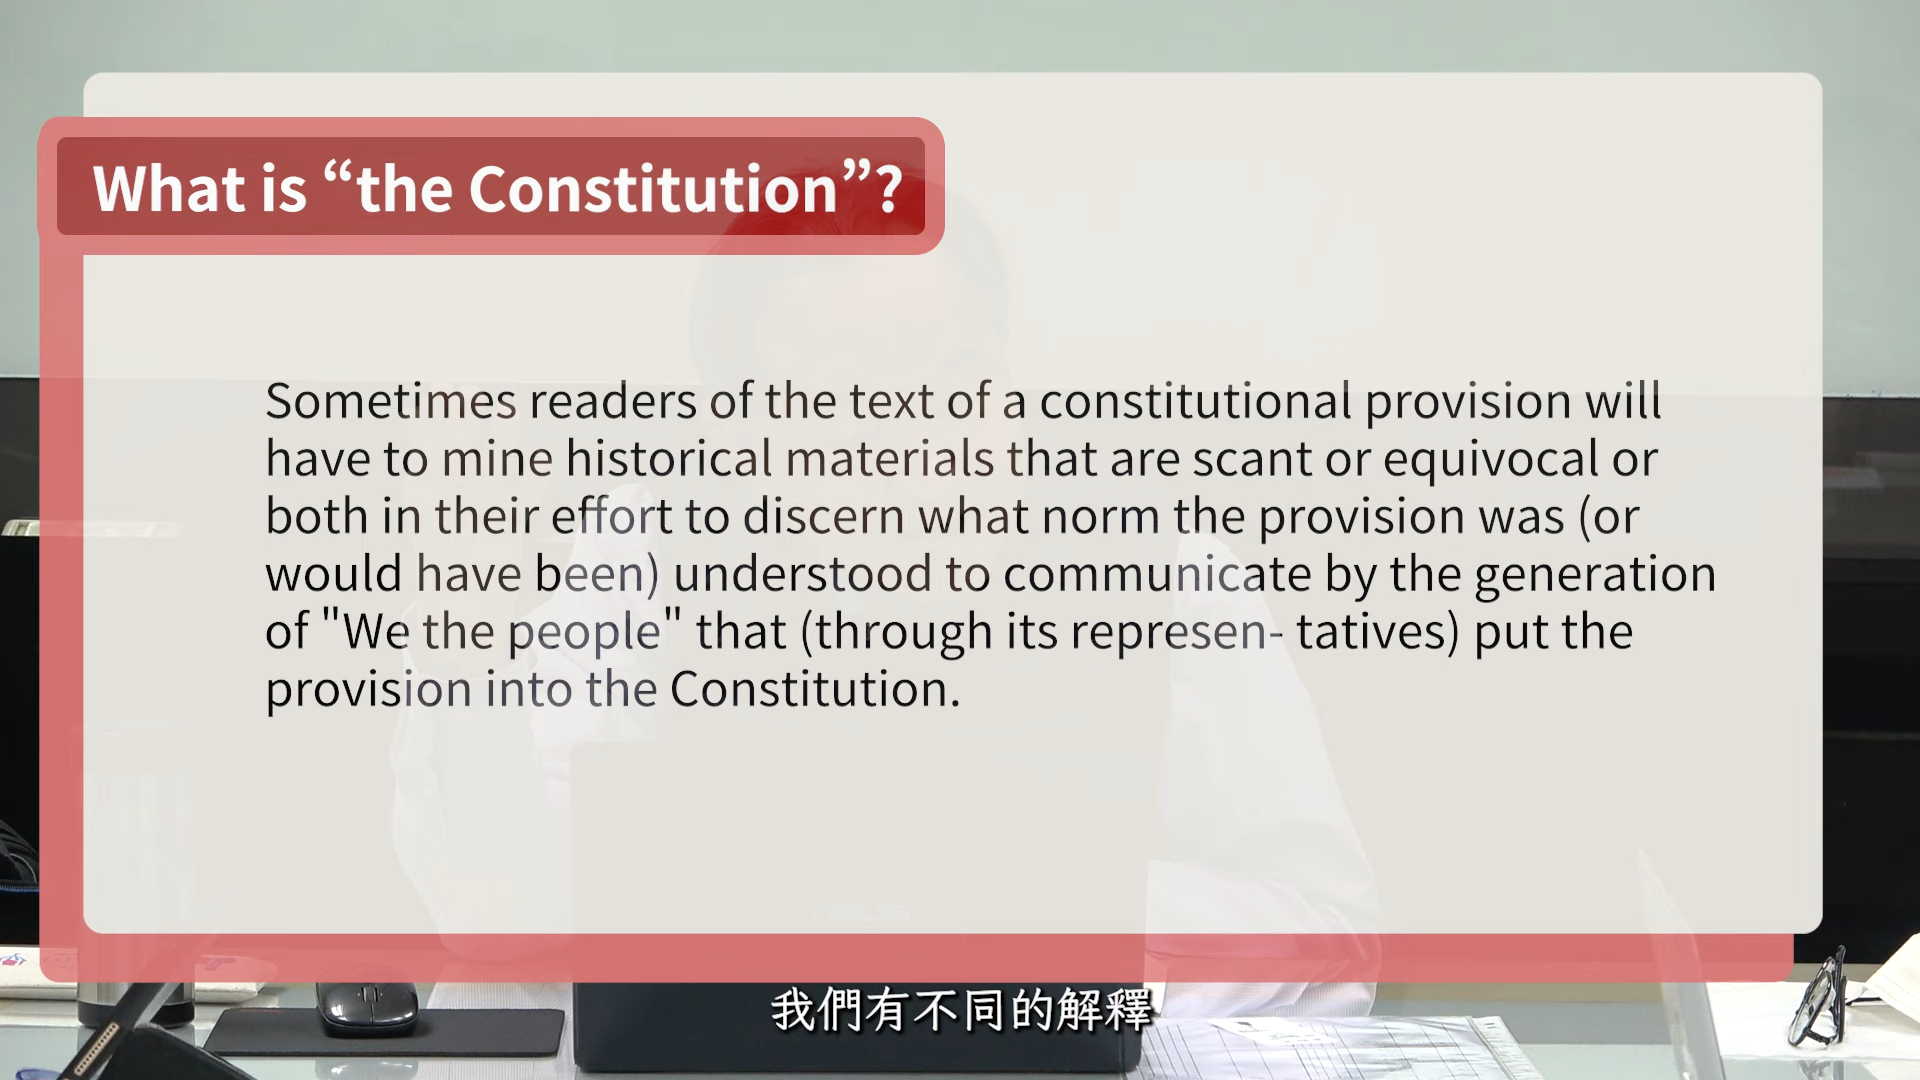 What is “the Constitution”?
Sometimes readers of the text of a constitutional provision will
have to mine historical materials that are scant or equivocal or
both in their effort to discern what norm the provision was (or
would have been) understood to communicate by the generation
of "We the people" that (through its represen- tatives) put the
provision into the Constitution.
我們有不同的解釋